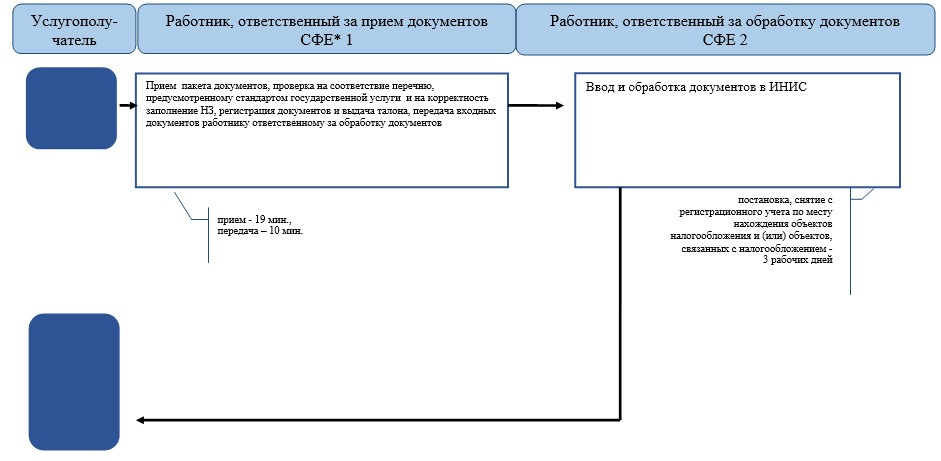 Услугополу-
чатель
Работник, ответственный за прием документов
СФЕ* 1
Работник, ответственный за обработку документов
СФЕ 2
Прием пакета документов, проверка на соответствие перечню,
предусмотренному стандартом государственной услуги и на корректность
заполнение НЗ, регистрация документов и выдача талона, передача входных
документов работнику ответственному за обработку документов
Ввод и обработка документов в ИНИС
прием - 19 мин.,
передача – 10 мин.
постановка, снятие с
регистрационного учета по месту
нахождения объектов
налогообложения и (или) объектов,
связанных с налогообложением -
3 рабочих дней